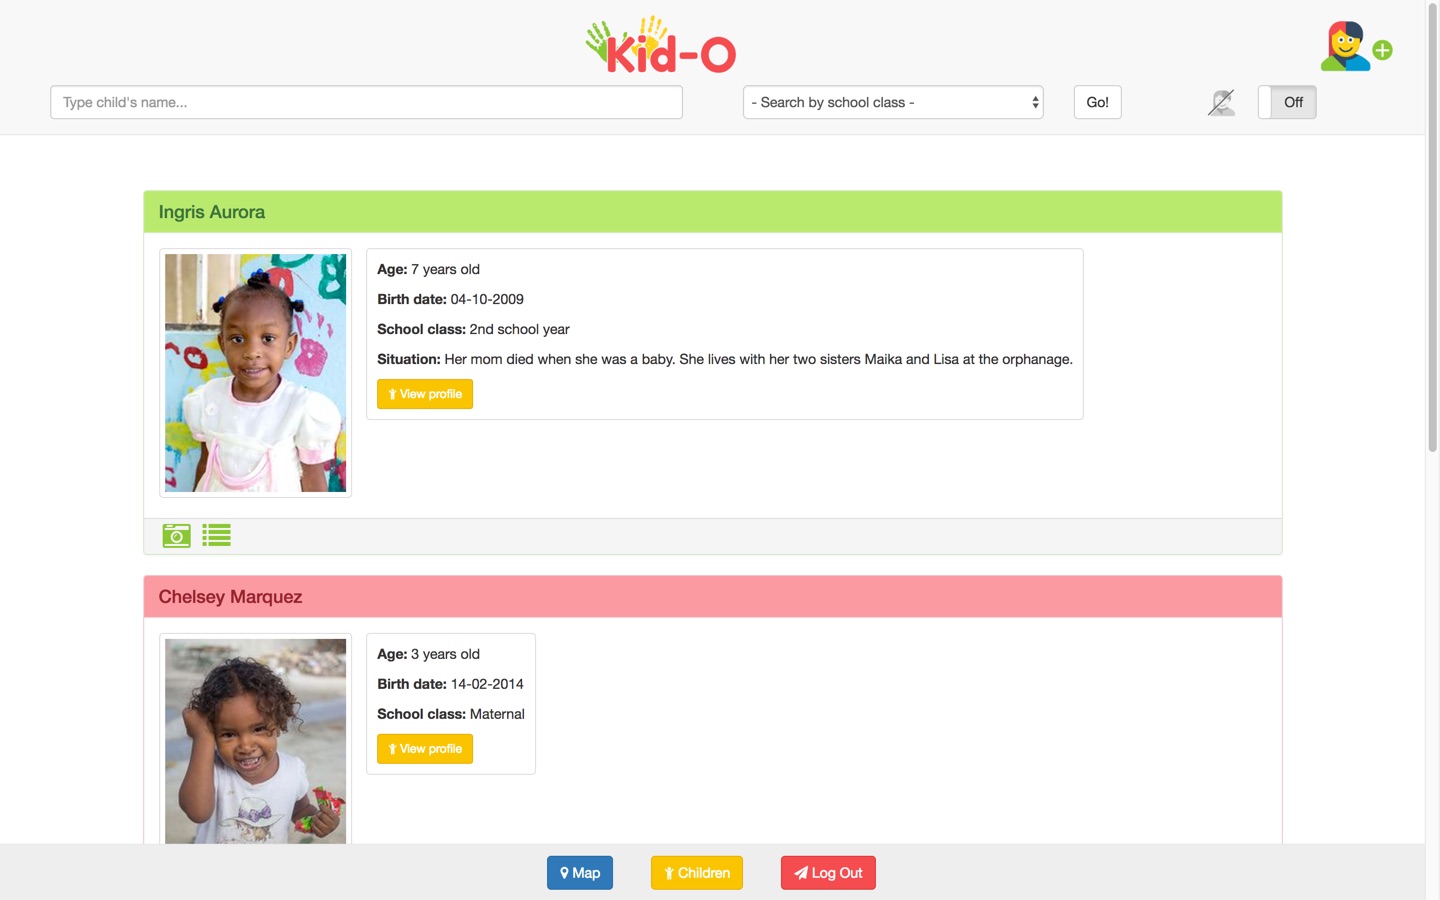 Kid-O
Type child's name...
- Search by school class -
Go!
Off
Ingris Aurora
Age: 7 years old
Birth date: 04-10-2009
School class: 2nd school year
Situation: Her mom died when she was a baby. She lives with her two sisters Maika and Lisa at the orphanage.
View profile
Chelsey Marquez
Age: 3 years old
Birth date: 14-02-2014
School class: Maternal
View profile
Map
Children
Log Out